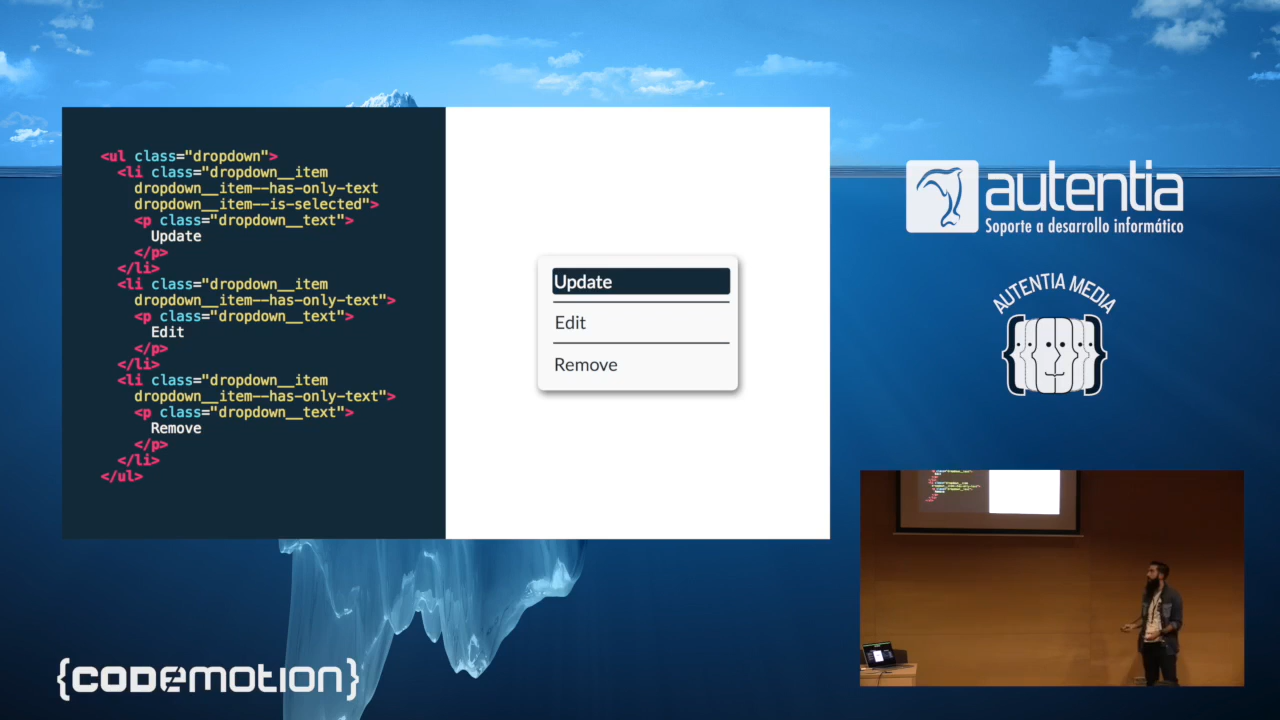 <ul class="dropdown">
<li class="dropdown__item
dropdown__item--has-only-text
dropdown__item--is-selected">
<p class="dropdown__text">
Update
</p>
</li>
<li class="dropdown__item
dropdown__item--has-only-text">
<p class="dropdown__text">
Edit
</p>
</li>
<li class="dropdown__item
dropdown__item--has-only-text">
<p class="dropdown__text">
Remove
</p>
</li>
</ul>
Update
Edit
Remove
autentia
Soporte a desarrollo informático
AUTENTIA MEDIA
{CODEMOTION}